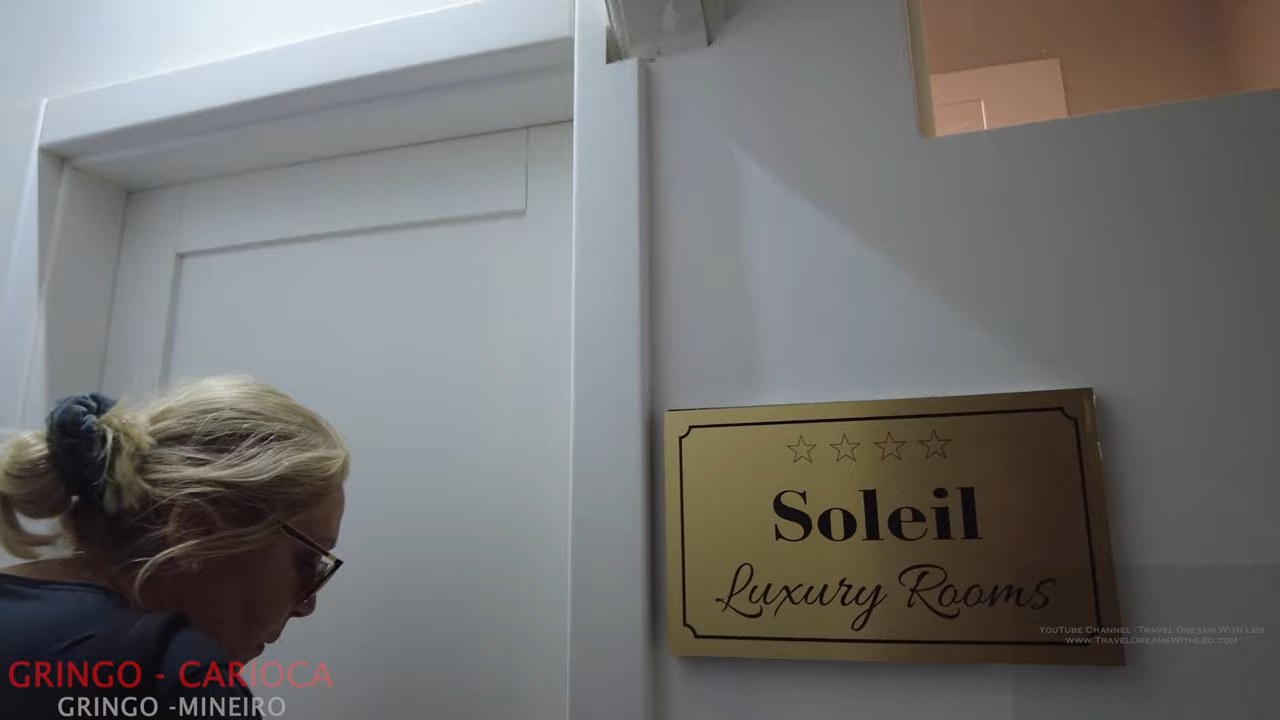 Soleil
Luxury Rooms
YouTube Channel - Travel Dreams With Leo
www.TravelDreamsWithLeo.com
GRINGO - CARIOCA
GRINGO -MINEIRO